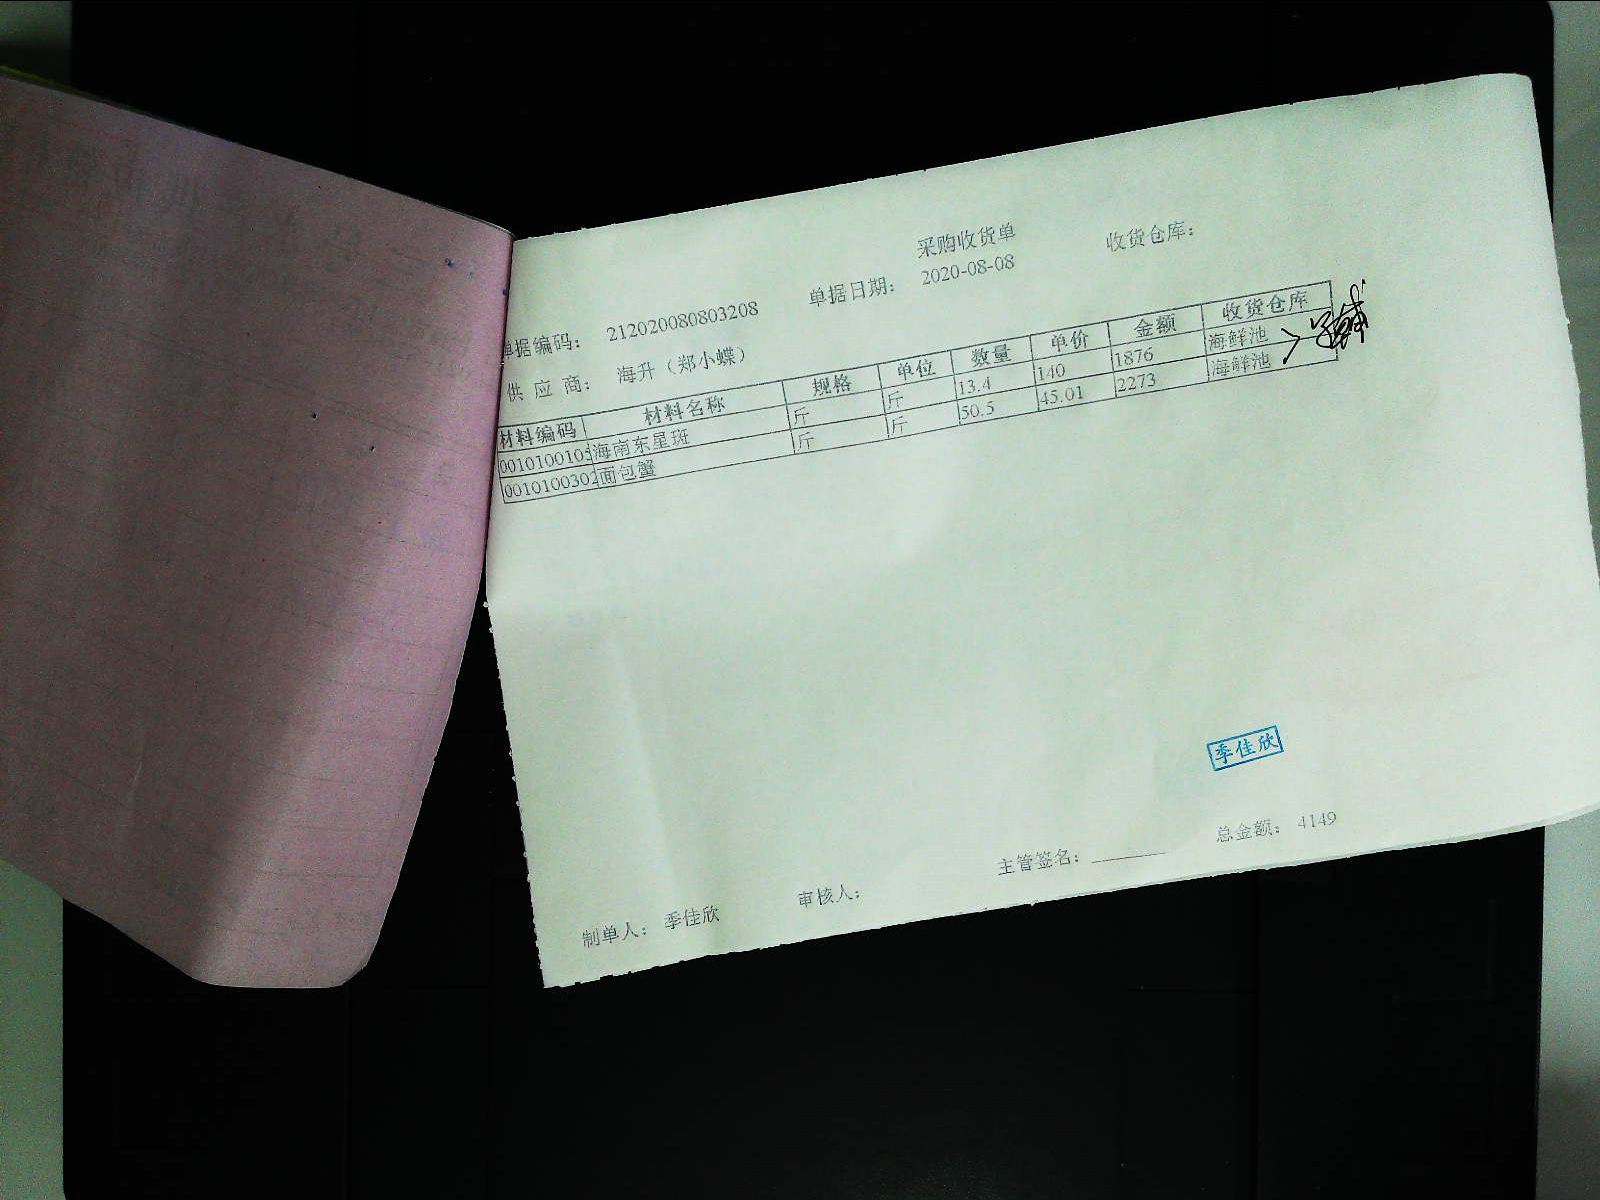 采购收货单
单据编码： 212020080803208 单据日期： 2020-08-08 收货仓库：
供 应 商： 海升（郑小蝶）
材料编码 材料名称 规格 单位 数量 单价 金额 收货仓库
0010100105 海南东星斑 斤 斤 13.4 140 1876 海鲜池
0010100302 面包蟹 斤 斤 50.5 45.01 2273 海鲜池
季佳欣
制单人： 季佳欣 审核人： 主管签名： 总金额： 4149